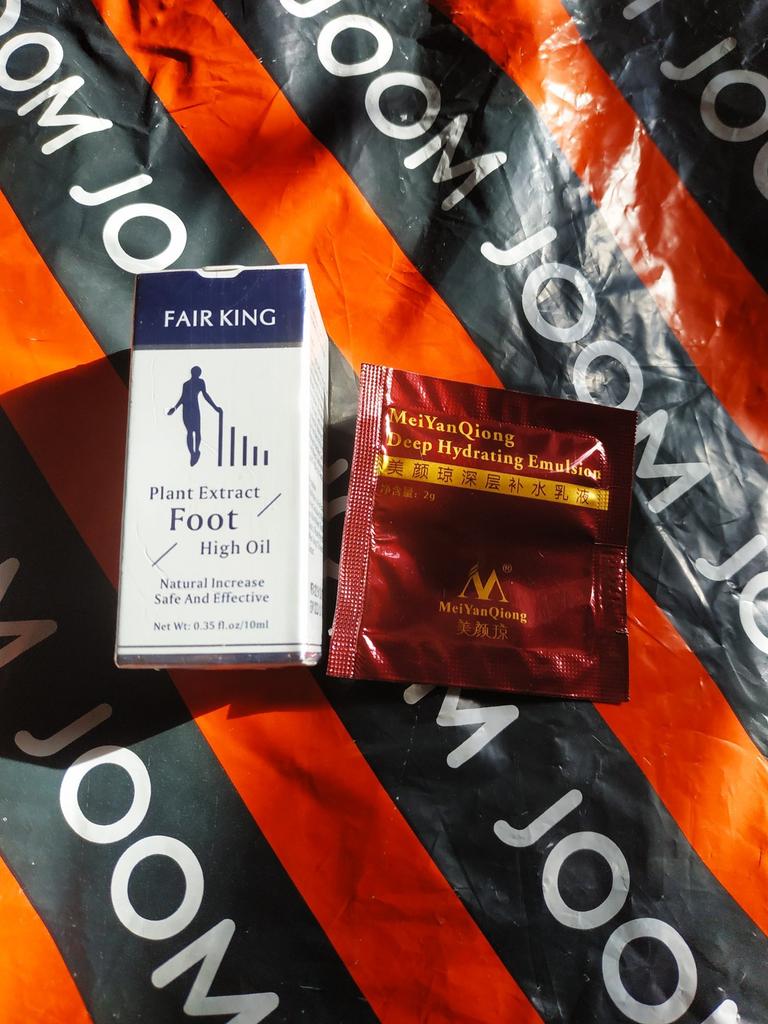 JOOM
JOOM
JOOM
JO
JOOM
FAIR KING
Plant Extract
Foot
High Oil
Natural Increase
Safe And Effective
Net Wt: 0.35 fl.oz/10ml
MeiYanQiong
Deep Hydrating Emulsion
美颜琼深层补水乳液
净含量: 2g
®
MeiYanQiong
美颜琼
JOOM
JOOM